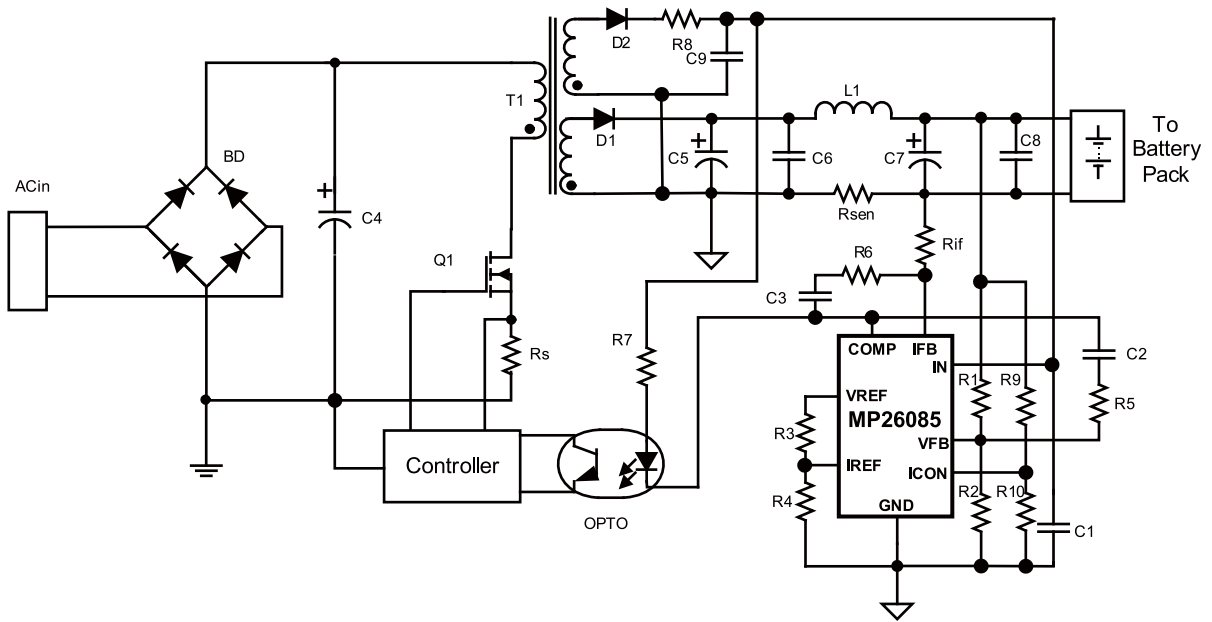 D2
R8
C9
L1
T1
D1
C5
C6
C7
C8
To
Battery
Pack
BD
ACin
+
+
+
C4
Rsen
Rif
Q1
R6
C3
Rs
R7
COMP
IFB
IN
C2
R1
R9
R5
VREF
MP26085
R3
VFB
IREF
ICON
Controller
R4
R2
R10
GND
OPTO
C1